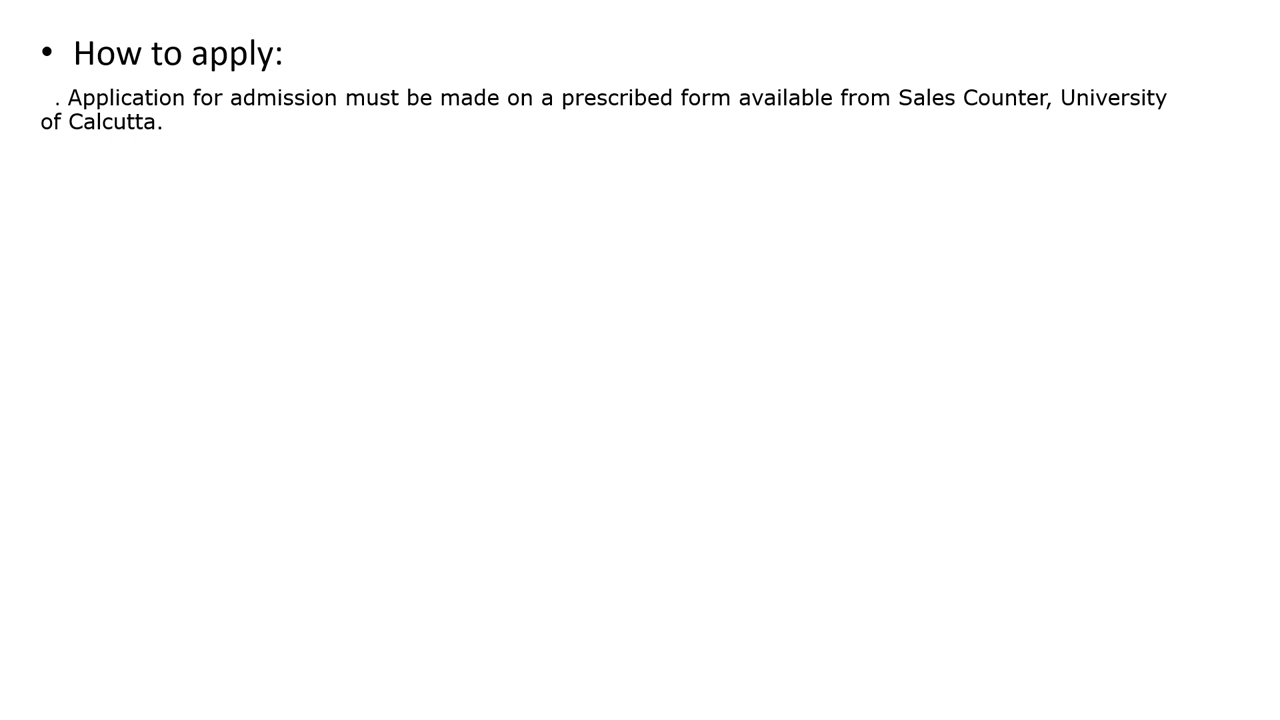 • How to apply:
. Application for admission must be made on a prescribed form available from Sales Counter, University
of Calcutta.